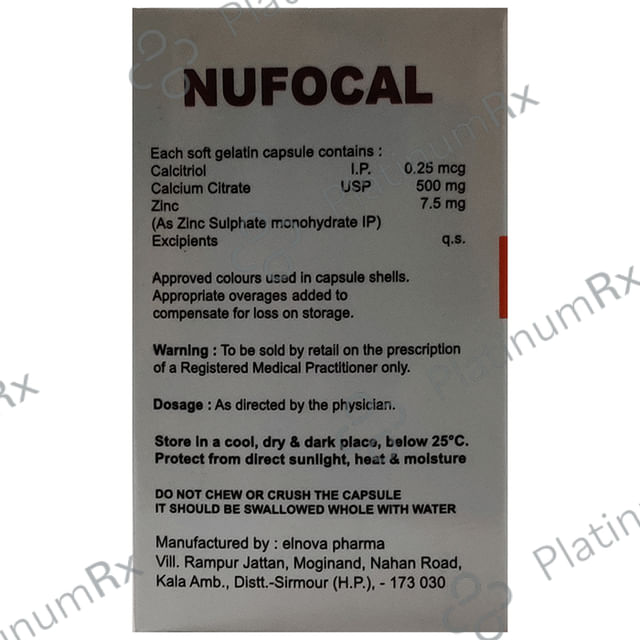 NUFOCAL
Each soft gelatin capsule contains :
Calcitriol I.P. 0.25 mcg
Calcium Citrate USP 500 mg
Zinc 7.5 mg
(As Zinc Sulphate monohydrate IP)
Excipients q.s.
Approved colours used in capsule shells.
Appropriate overages added to
compensate for loss on storage.
Warning : To be sold by retail on the prescription
of a Registered Medical Practitioner only.
Dosage : As directed by the physician.
Store in a cool, dry & dark place, below 25°C.
Protect from direct sunlight, heat & moisture
DO NOT CHEW OR CRUSH THE CAPSULE
IT SHOULD BE SWALLOWED WHOLE WITH WATER
Manufactured by : elnova pharma
Vill. Rampur Jattan, Moginand, Nahan Road,
Kala Amb., Distt.-Sirmour (H.P.), - 173 030
PlatinumRx
PlatinumRx
PlatinumRx
PlatinumRx
Platin
Rx